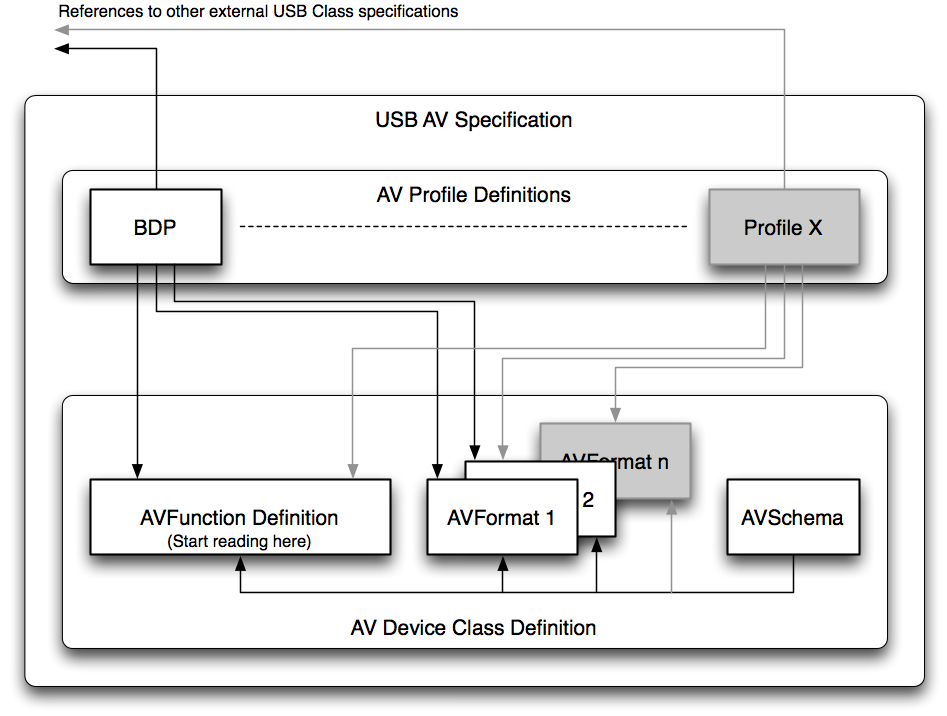 References to other external USB Class specifications
USB AV Specification
AV Profile Definitions
BDP
Profile X
AVFormat n
2
AVFunction Definition
(Start reading here)
AVFormat 1
AVSchema
AV Device Class Definition